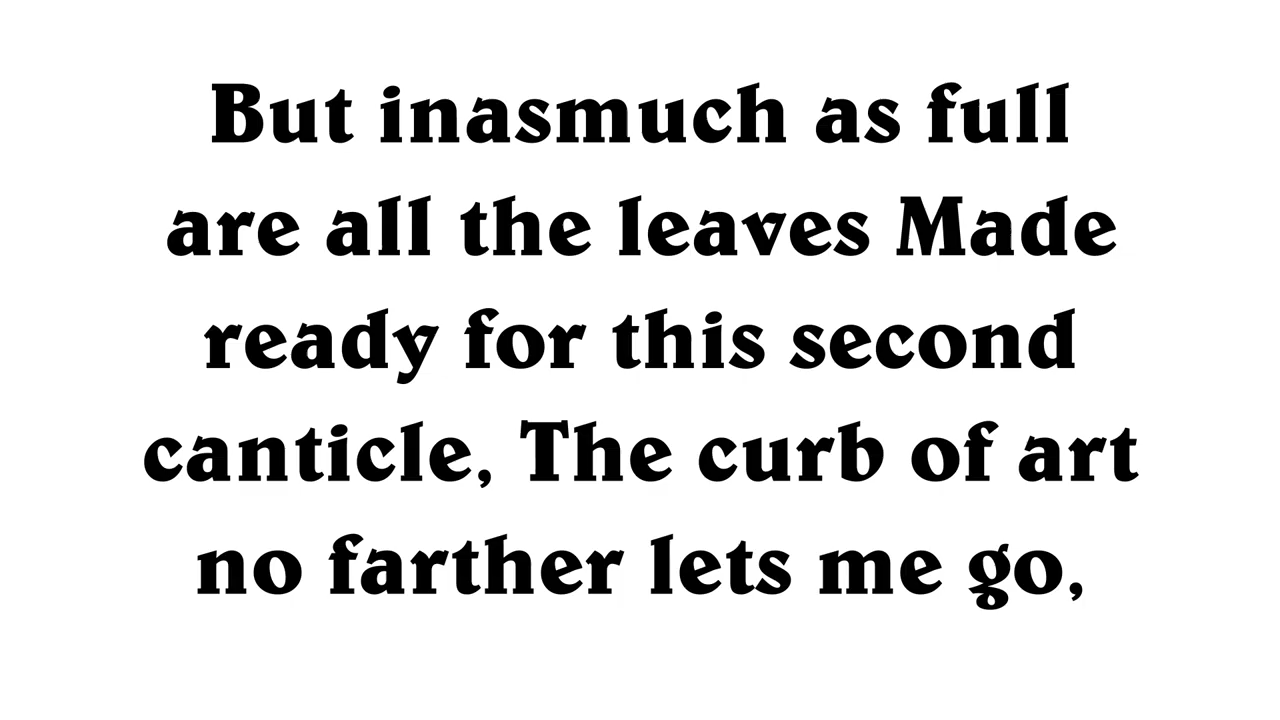 But inasmuch as full
are all the leaves Made
ready for this second
canticle, The curb of art
no farther lets me go,